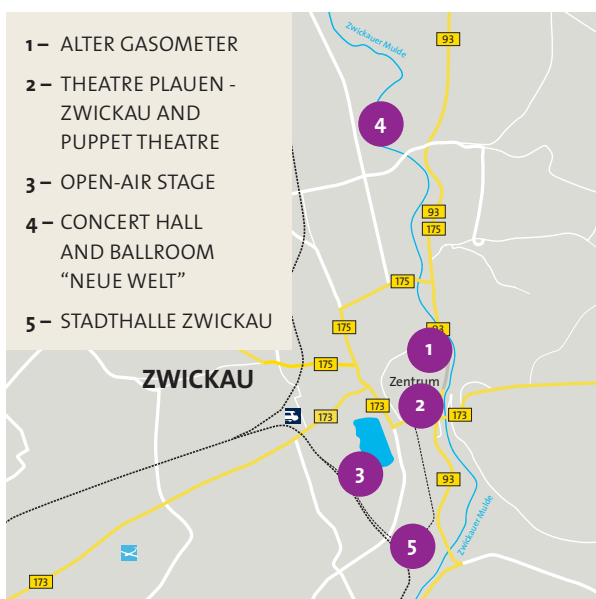 1 – ALTER GASOMETER
2 – THEATRE PLAUEN -
ZWICKAU AND
PUPPET THEATRE
3 – OPEN-AIR STAGE
4 – CONCERT HALL
AND BALLROOM
“NEUE WELT”
5 – STADTHALLE ZWICKAU
Zwickauer Mulde
93
4
93
175
175
93
175
1
175
ZWICKAU
Zentrum
2
173
173
173
3
93
5
Zwickauer Mulde
173